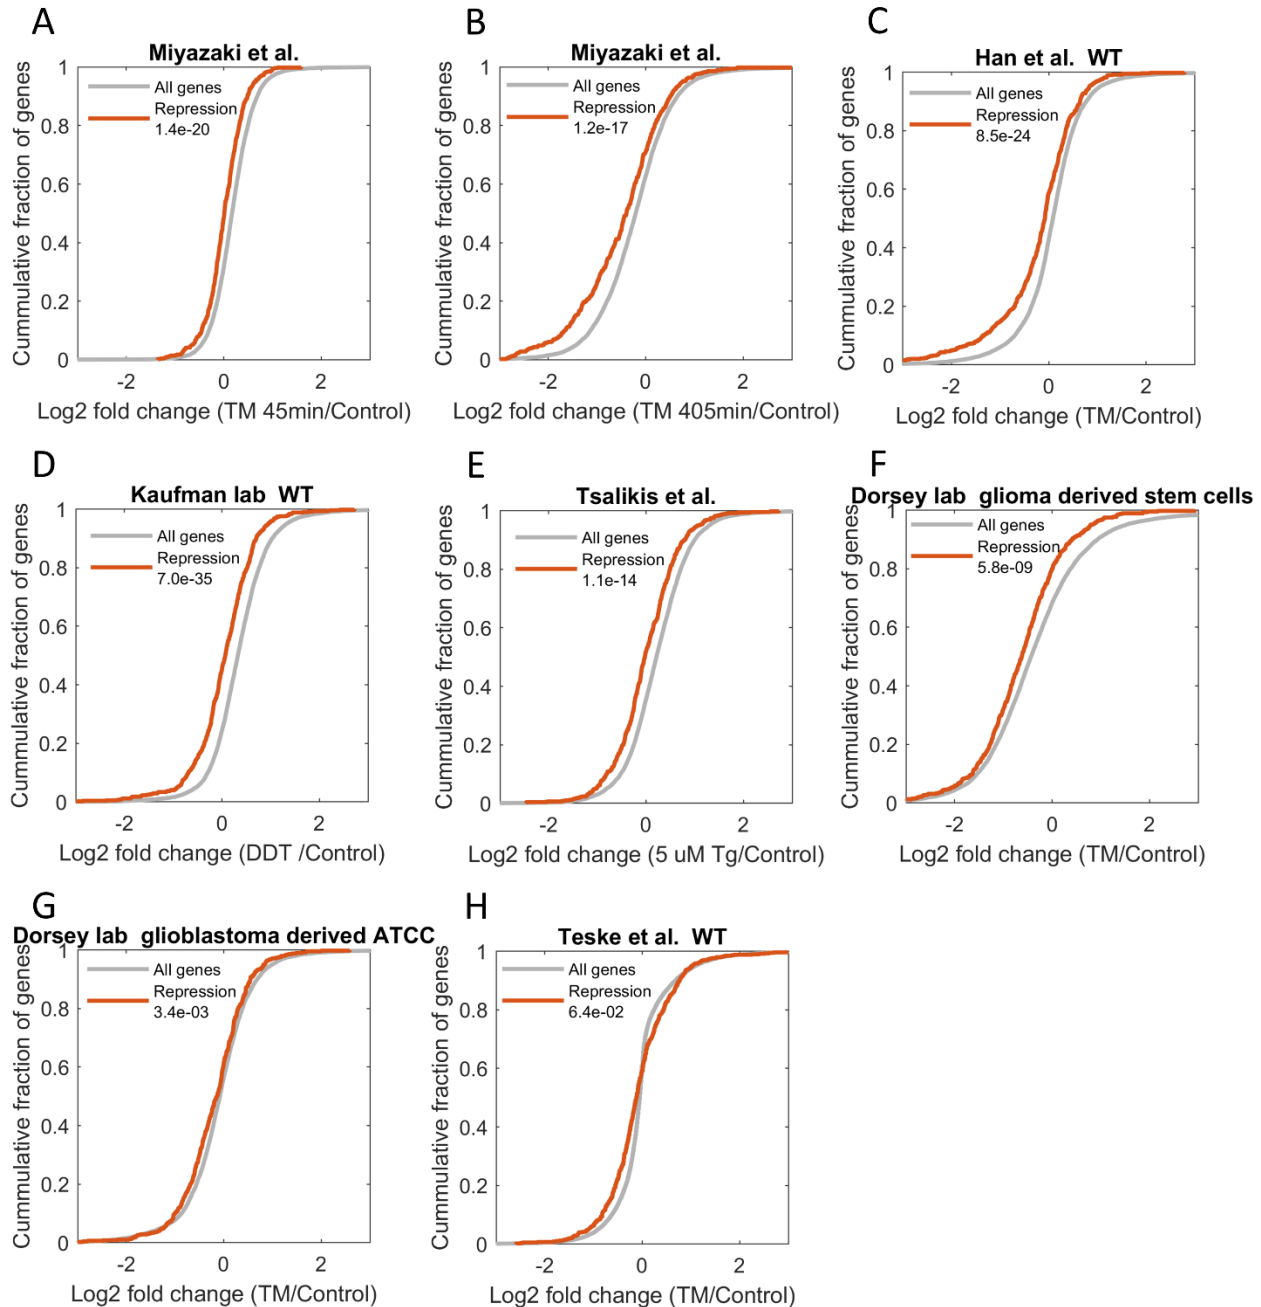 A
Miyazaki et al.
Cummulative fraction of genes
1
0.8
0.6
0.4
0.2
0
All genes
Repression
1.4e-20
-2
0
2
Log2 fold change (TM 45min/Control)
B
Miyazaki et al.
Cummulative fraction of genes
1
0.8
0.6
0.4
0.2
0
All genes
Repression
1.2e-17
-2
0
2
Log2 fold change (TM 405min/Control)
C
Han et al. WT
Cummulative fraction of genes
1
0.8
0.6
0.4
0.2
0
All genes
Repression
8.5e-24
-2
0
2
Log2 fold change (TM/Control)
D
Kaufman lab WT
Cummulative fraction of genes
1
0.8
0.6
0.4
0.2
0
All genes
Repression
7.0e-35
-2
0
2
Log2 fold change (DDT /Control)
E
Tsalikis et al.
Cummulative fraction of genes
1
0.8
0.6
0.4
0.2
0
All genes
Repression
1.1e-14
-2
0
2
Log2 fold change (5 uM Tg/Control)
F
Dorsey lab glioma derived stem cells
Cummulative fraction of genes
1
0.8
0.6
0.4
0.2
0
All genes
Repression
5.8e-09
-2
0
2
Log2 fold change (TM/Control)
G
Dorsey lab glioblastoma derived ATCC
Cummulative fraction of genes
1
0.8
0.6
0.4
0.2
0
All genes
Repression
3.4e-03
-2
0
2
Log2 fold change (TM/Control)
H
Teske et al. WT
Cummulative fraction of genes
1
0.8
0.6
0.4
0.2
0
All genes
Repression
6.4e-02
-2
0
2
Log2 fold change (TM/Control)